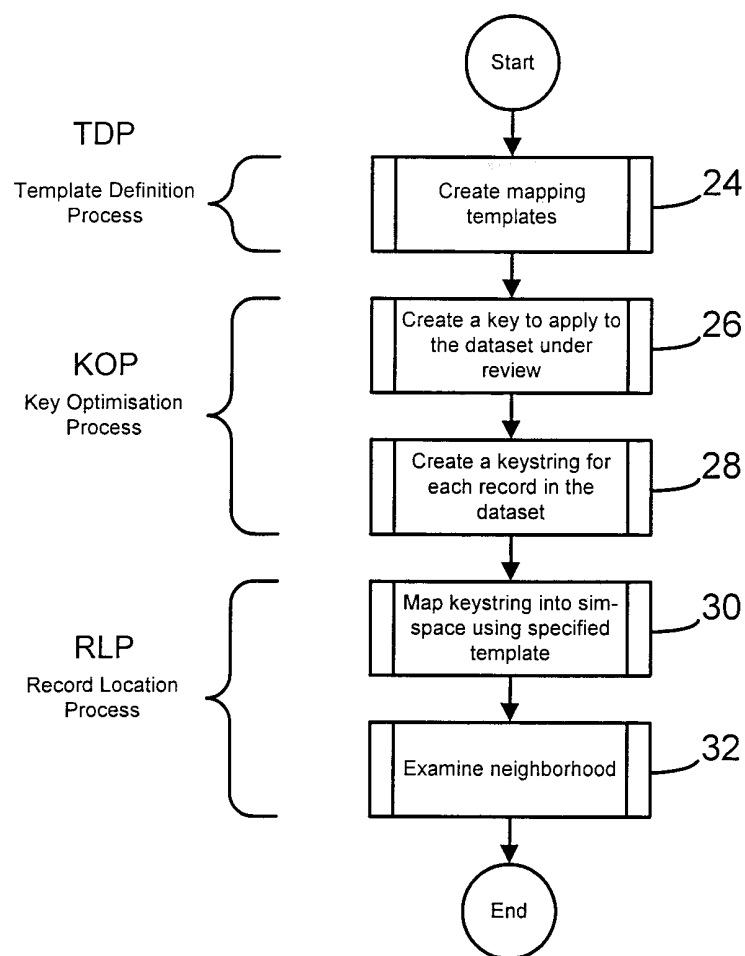 Start
TDP
Template Definition
Process
Create mapping
templates
24
KOP
Key Optimisation
Process
Create a key to apply to
the dataset under
review
26
Create a keystring for
each record in the
dataset
28
RLP
Record Location
Process
Map keystring into sim-
space using specified
template
30
Examine neighborhood
32
End